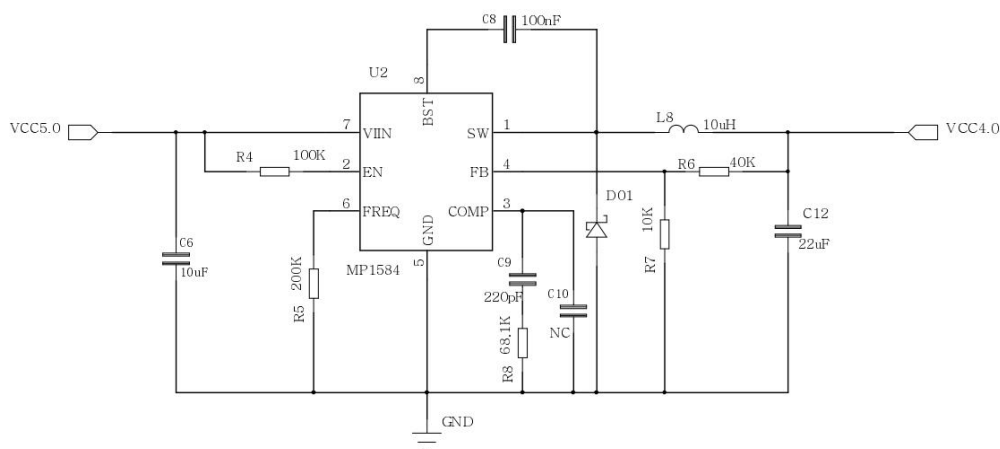 C8
100nF
U2
8
BST
VCC5.0
7
VIIN
SW
1
L8
10uH
VCC4.0
R4
100K
2
EN
FB
4
R6
40K
6
FREQ
COMP
3
DO1
C6
10uF
GND
5
MP1584
200K
R5
C9
220pF
C10
NC
68.1K
R8
10K
R7
C12
22uF
GND